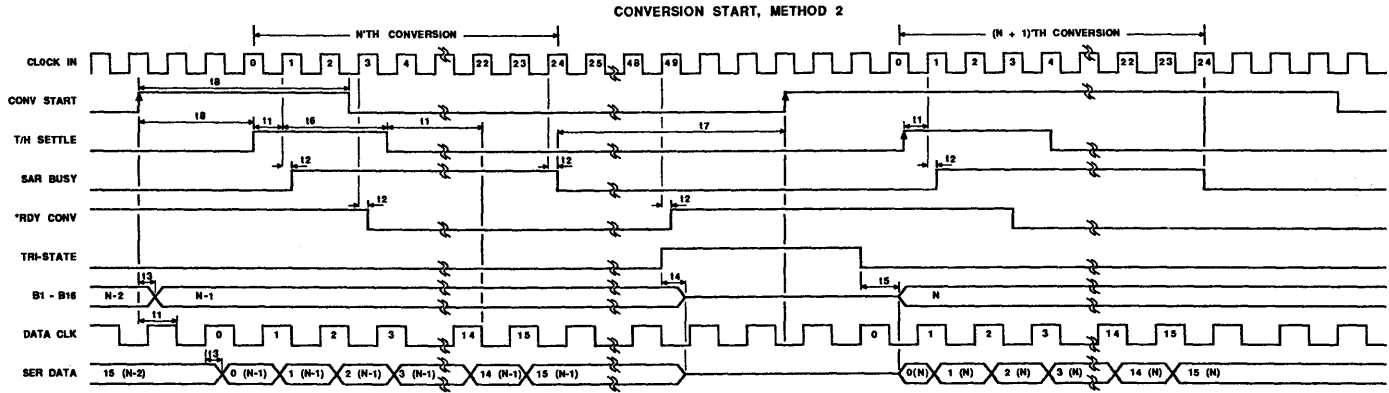 CONVERSION START, METHOD 2
N'TH CONVERSION
(N + 1)'TH CONVERSION
CLOCK IN 0 1 2 3 4 22 23 24 25 48 49 0 1 2 3 4 22 23 24
t8
CONV START
t8 t1 t6 t1 t7 t1
T/H SETTLE
t2 t2 t2
SAR BUSY
t2 t2
*RDY CONV
TRI-STATE
t3 t4 t5
B1 - B16 N-2 N-1 N
t1
DATA CLK 0 1 2 3 14 15 0 1 2 3 14 15
t3
SER DATA 15 (N-2) 0 (N-1) 1 (N-1) 2 (N-1) 3 (N-1) 14 (N-1) 15 (N-1) 0(N) 1 (N) 2 (N) 3 (N) 14 (N) 15 (N)